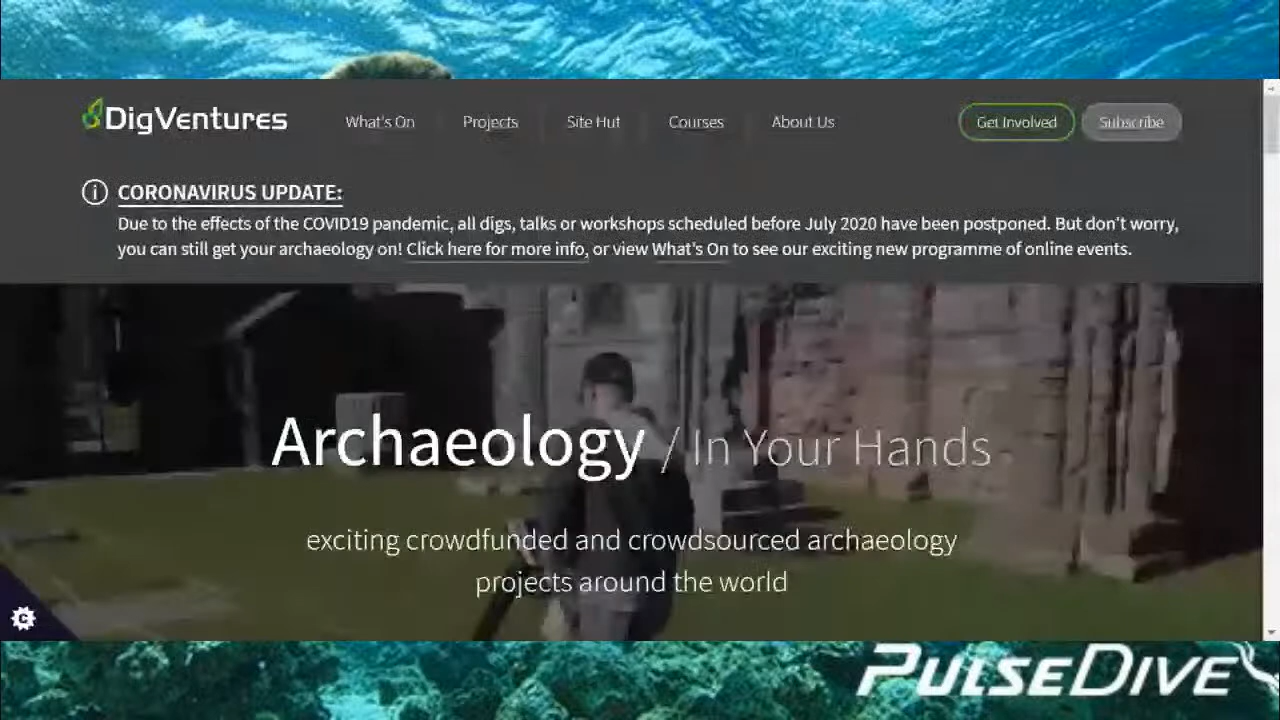 DigVentures
What's On
Projects
Site Hut
Courses
About Us
Get Involved
Subscribe
CORONAVIRUS UPDATE:
Due to the effects of the COVID19 pandemic, all digs, talks or workshops scheduled before July 2020 have been postponed. But don't worry,
you can still get your archaeology on! Click here for more info, or view What's On to see our exciting new programme of online events.
Archaeology / In Your Hands
exciting crowdfunded and crowdsourced archaeology
projects around the world
PULSEDIVE